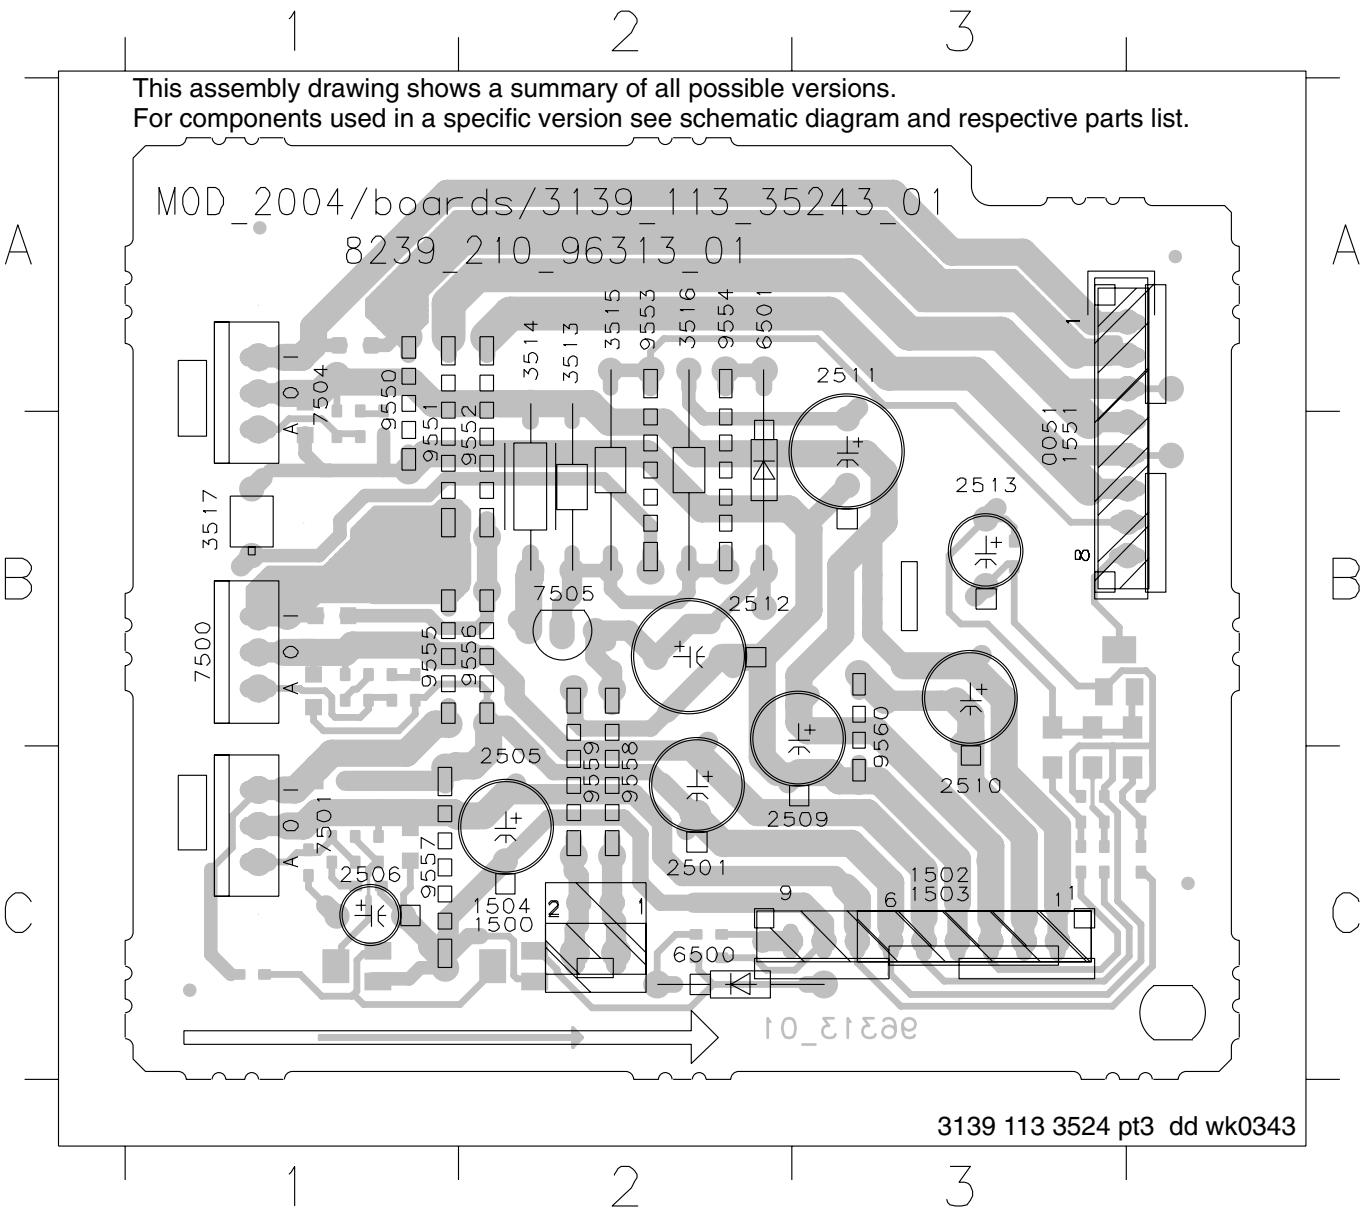 1 2 3
This assembly drawing shows a summary of all possible versions.
For components used in a specific version see schematic diagram and respective parts list.
MOD_2004/boards/3139_113_35243_01
A A
8239_210_96313_01
3514
3513
3515
9553
3516
9554
6501
2511
1
I
O
A
7504
9550
9551
9552
0051
1551
2513
3517
8
B B
7505
2512
I
O
A
7500
9555
9556
9560
2505
9559
9558
2510
I
O
A
7501
2509
9557
2506
2501
1502
1503
9 6 1 1
C C
1504
1500
2 1
6500
96313_01
3139 113 3524 pt3 dd wk0343
1 2 3